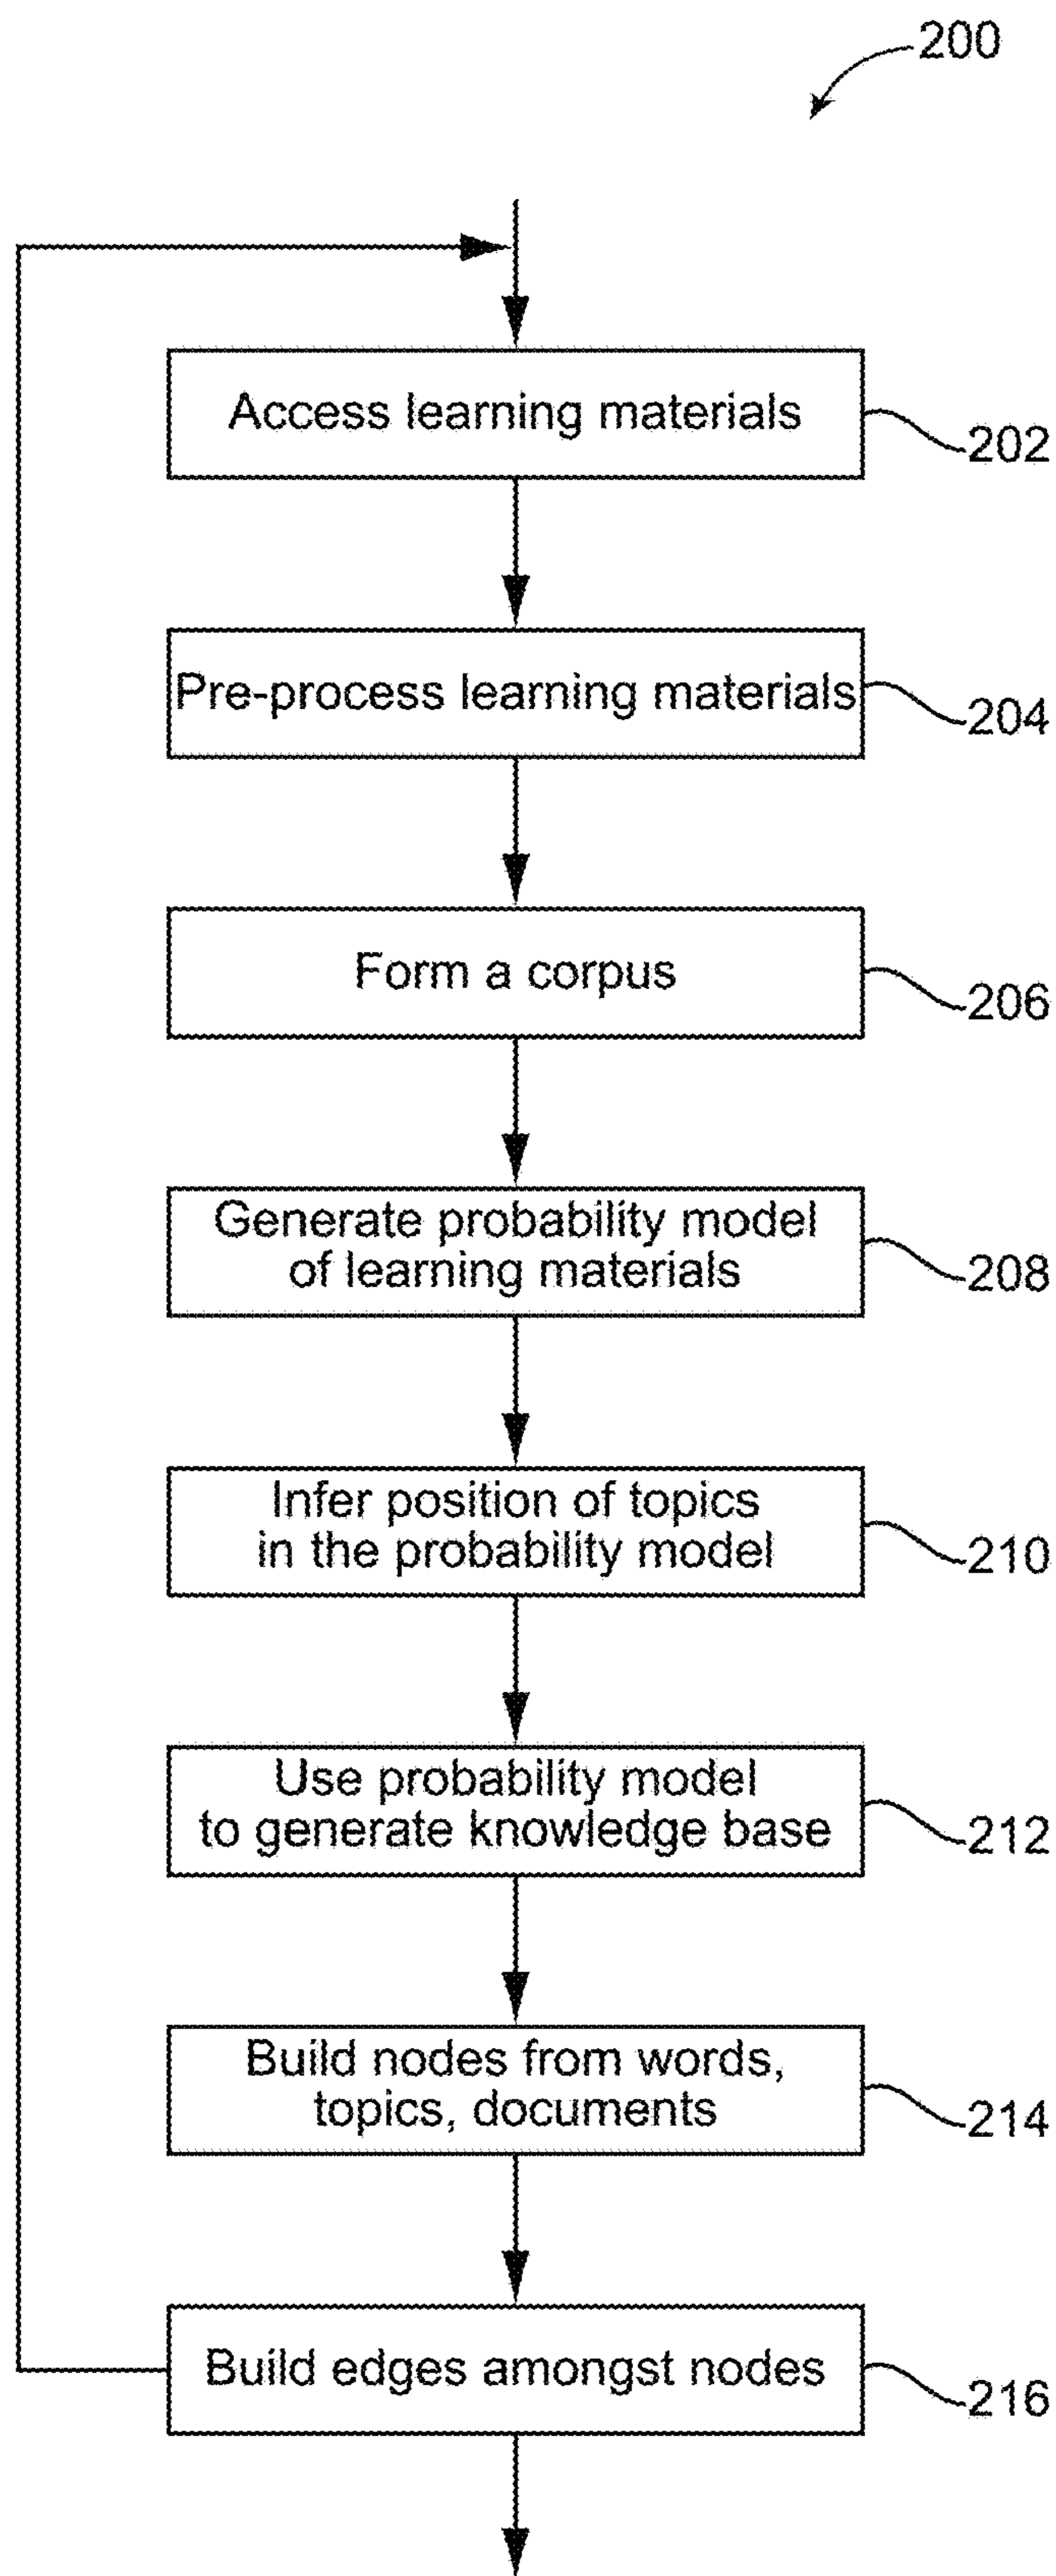 200
Access learning materials
202
Pre-process learning materials
204
Form a corpus
206
Generate probability model
of learning materials
208
Infer position of topics
in the probability model
210
Use probability model
to generate knowledge base
212
Build nodes from words,
topics, documents
214
Build edges amongst nodes
216